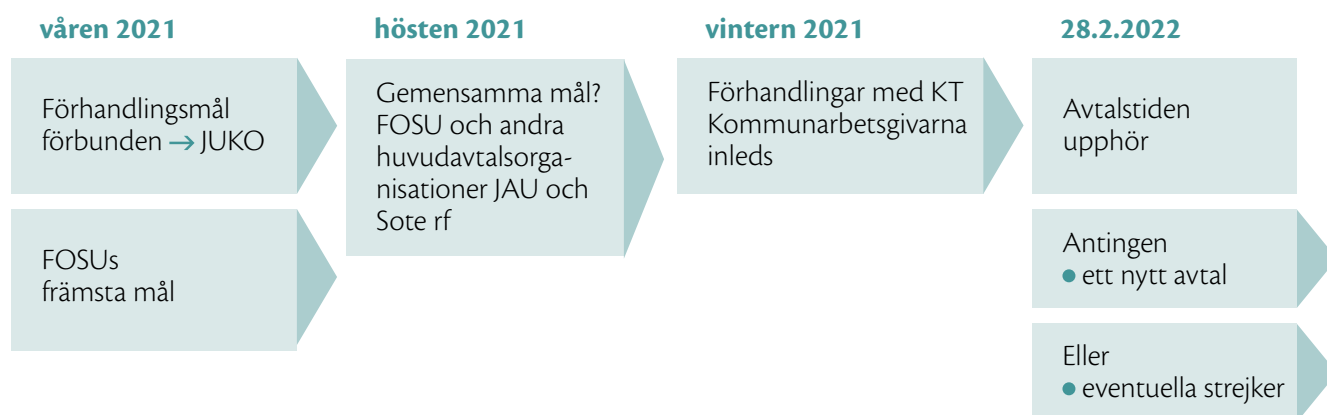 våren 2021
Förhandlingsmål
förbunden → JUKO
FOSUs
främsta mål
hösten 2021
Gemensamma mål?
FOSU och andra
huvudavtalsorga-
nisationer JAU och
Sote rf
vintern 2021
Förhandlingar med KT
Kommunarbetsgivarna
inleds
28.2.2022
Avtalstiden
upphör
Antingen
● ett nytt avtal
Eller
● eventuella strejker